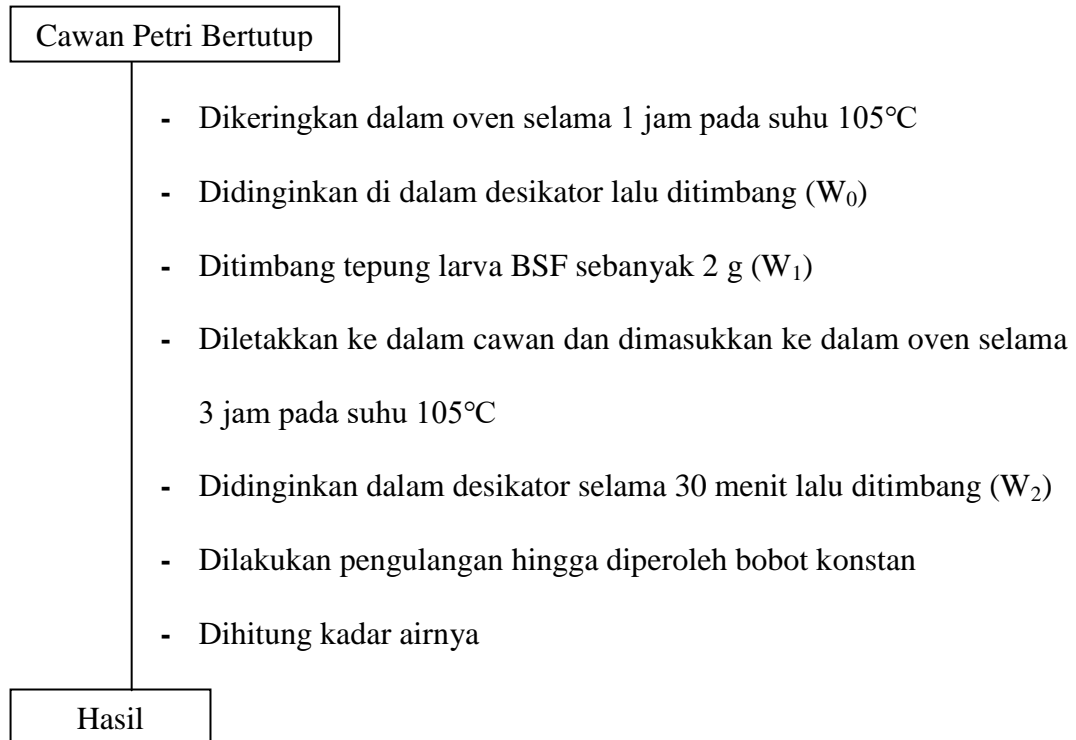 Cawan Petri Bertutup
- Dikeringkan dalam oven selama 1 jam pada suhu 105°C
- Didinginkan di dalam desikator lalu ditimbang (W₀)
- Ditimbang tepung larva BSF sebanyak 2 g (W₁)
- Diletakkan ke dalam cawan dan dimasukkan ke dalam oven selama
3 jam pada suhu 105°C
- Didinginkan dalam desikator selama 30 menit lalu ditimbang (W₂)
- Dilakukan pengulangan hingga diperoleh bobot konstan
- Dihitung kadar airnya
Hasil